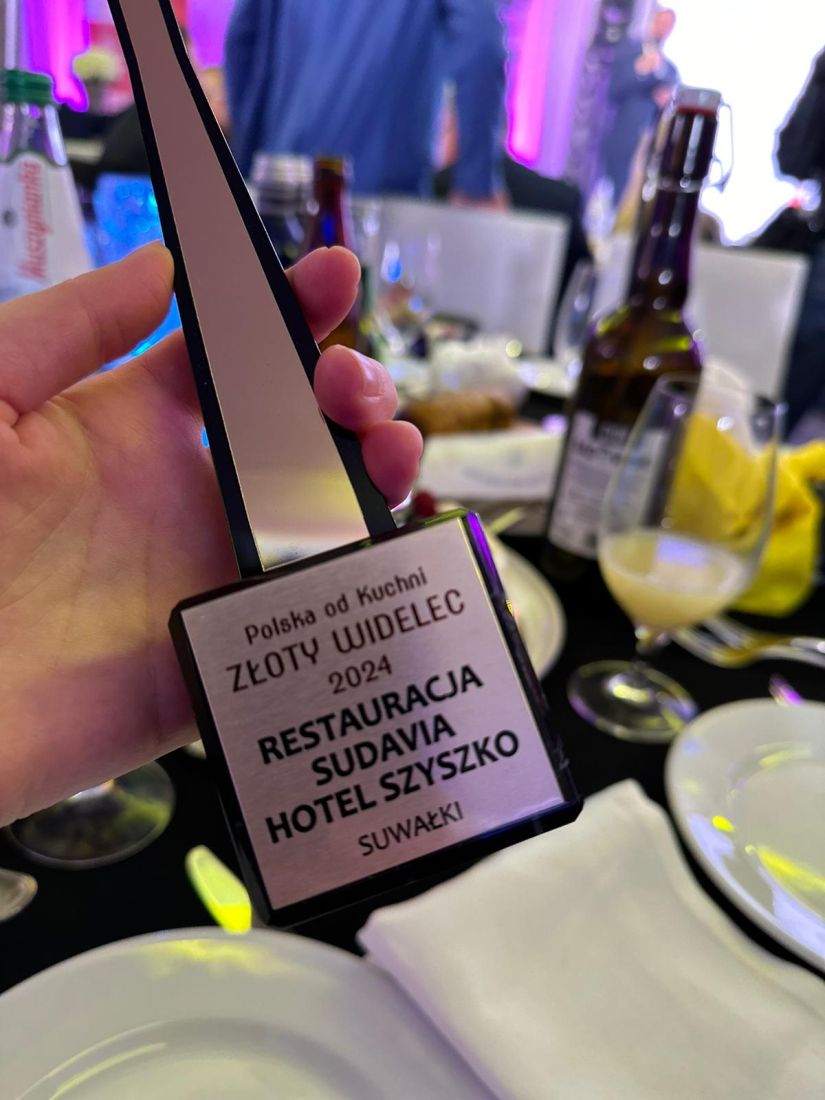 Polska od Kuchni
ZŁOTY WIDELEC
2024
RESTAURACJA
SUDAVIA
HOTEL SZYSZKO
SUWAŁKI